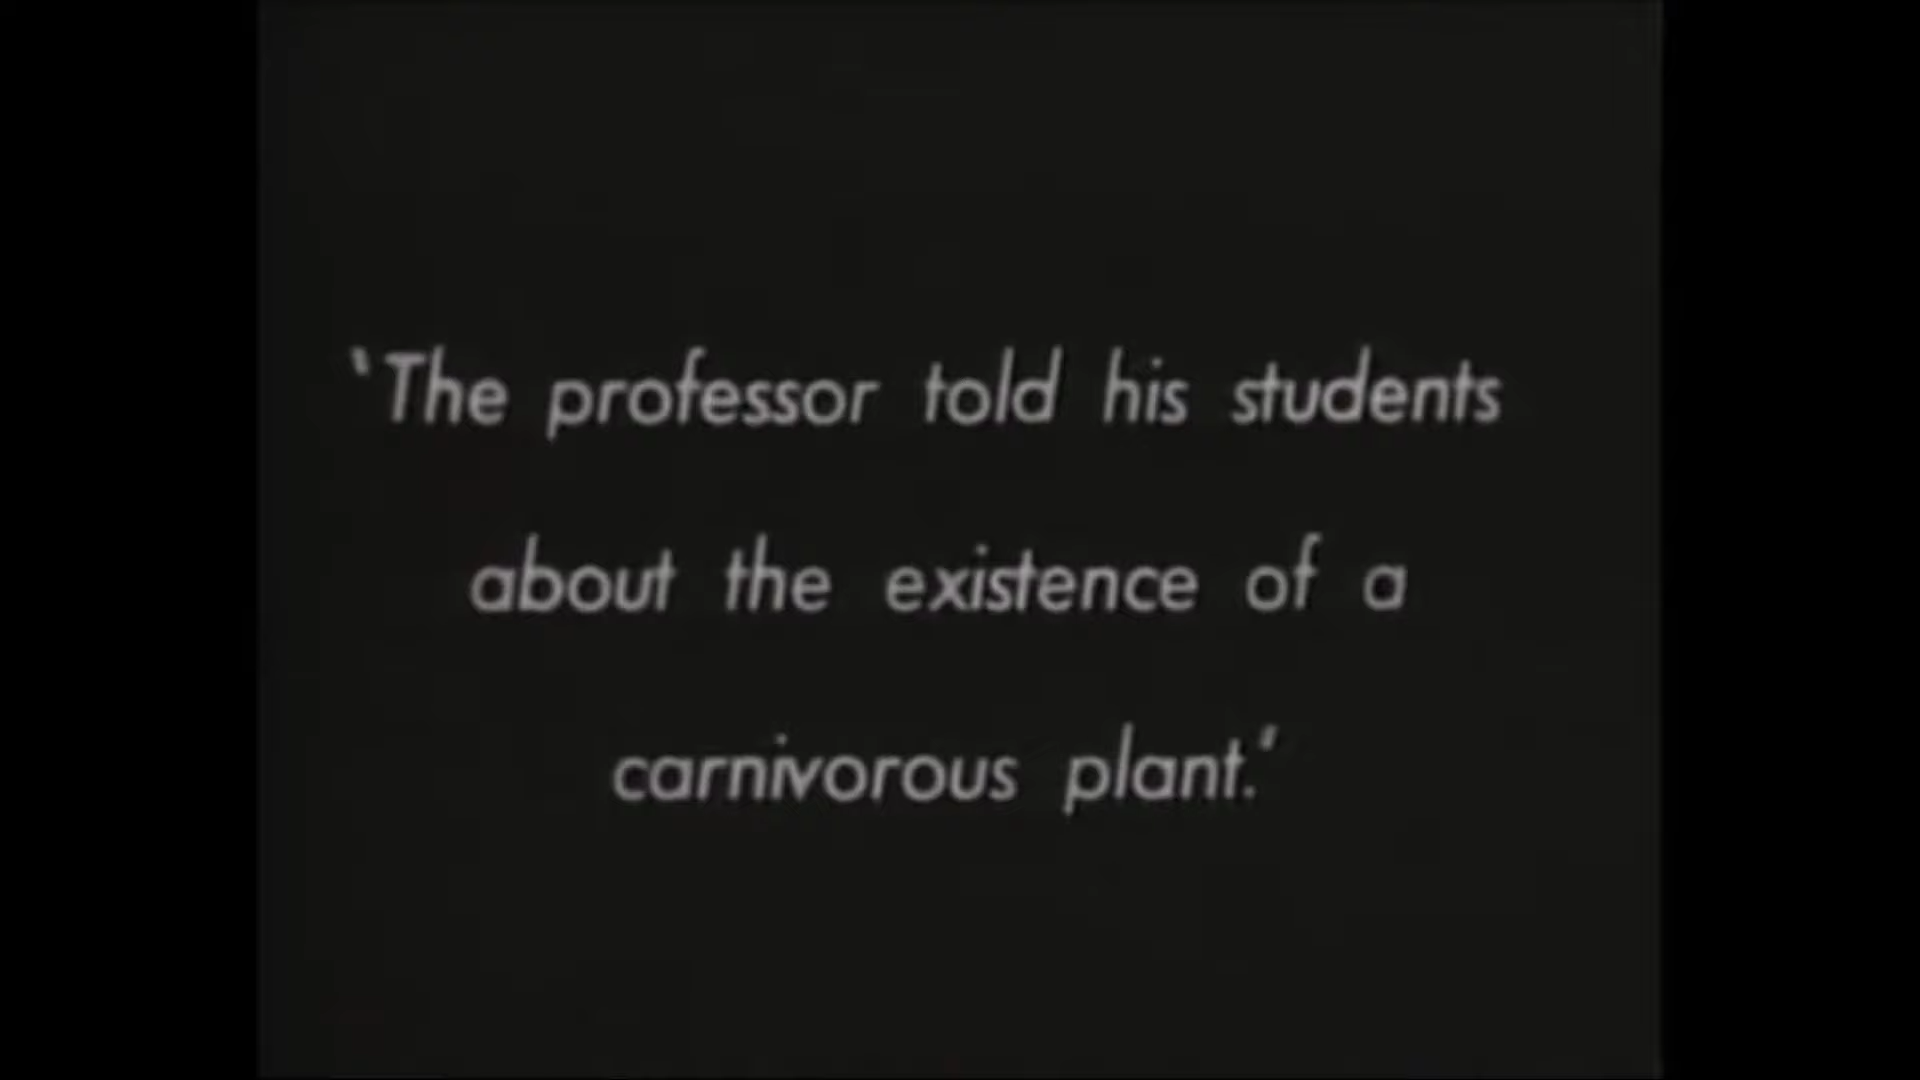 'The professor told his students
about the existence of a
carnivorous plant.'